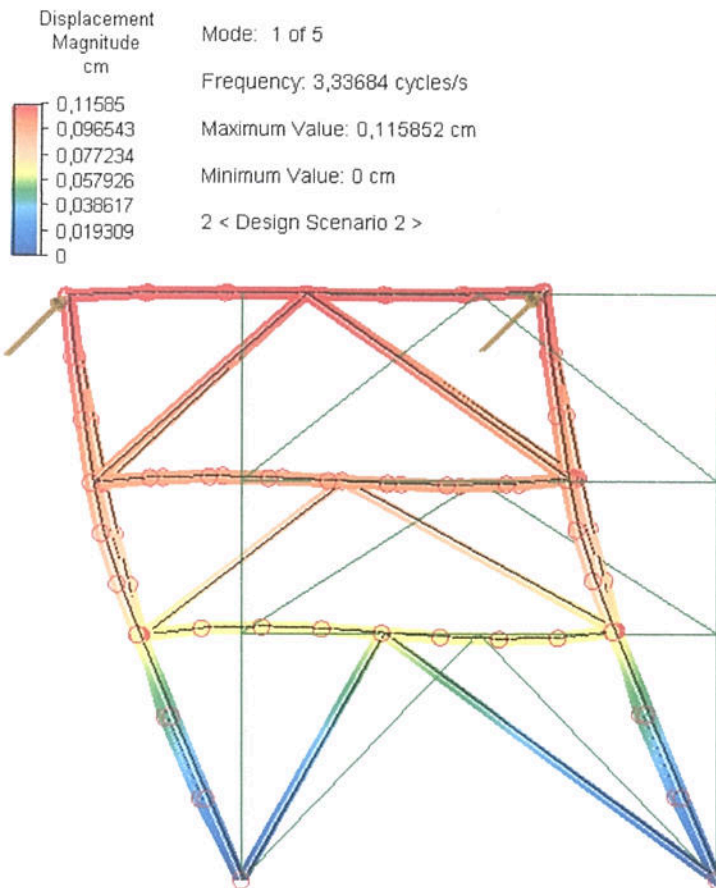 Displacement
Magnitude
cm
0,11585
0,096543
0,077234
0,057926
0,038617
0,019309
0
Mode: 1 of 5
Frequency: 3,33684 cycles/s
Maximum Value: 0,115852 cm
Minimum Value: 0 cm
2 < Design Scenario 2 >